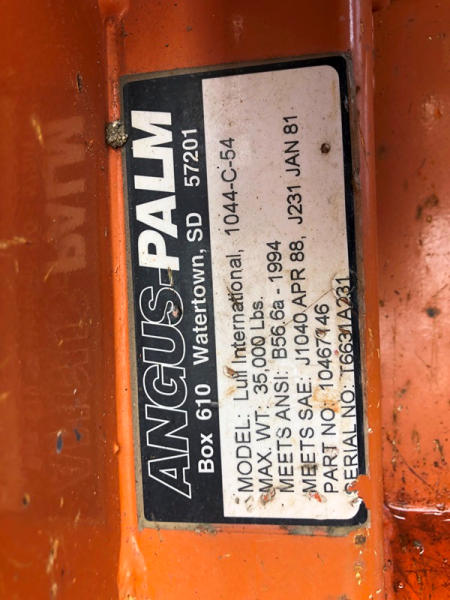 ANGUS-PALM
Box 610 Watertown, SD 57201
MODEL: Lull International, 1044-C-54
MAX. WT: 35,000 Lbs.
MEETS ANSI: B56.6a - 1994
MEETS SAE: J1040 APR 88, J231 JAN 81
PART NO: 10467146
SERIAL NO: T6631A231